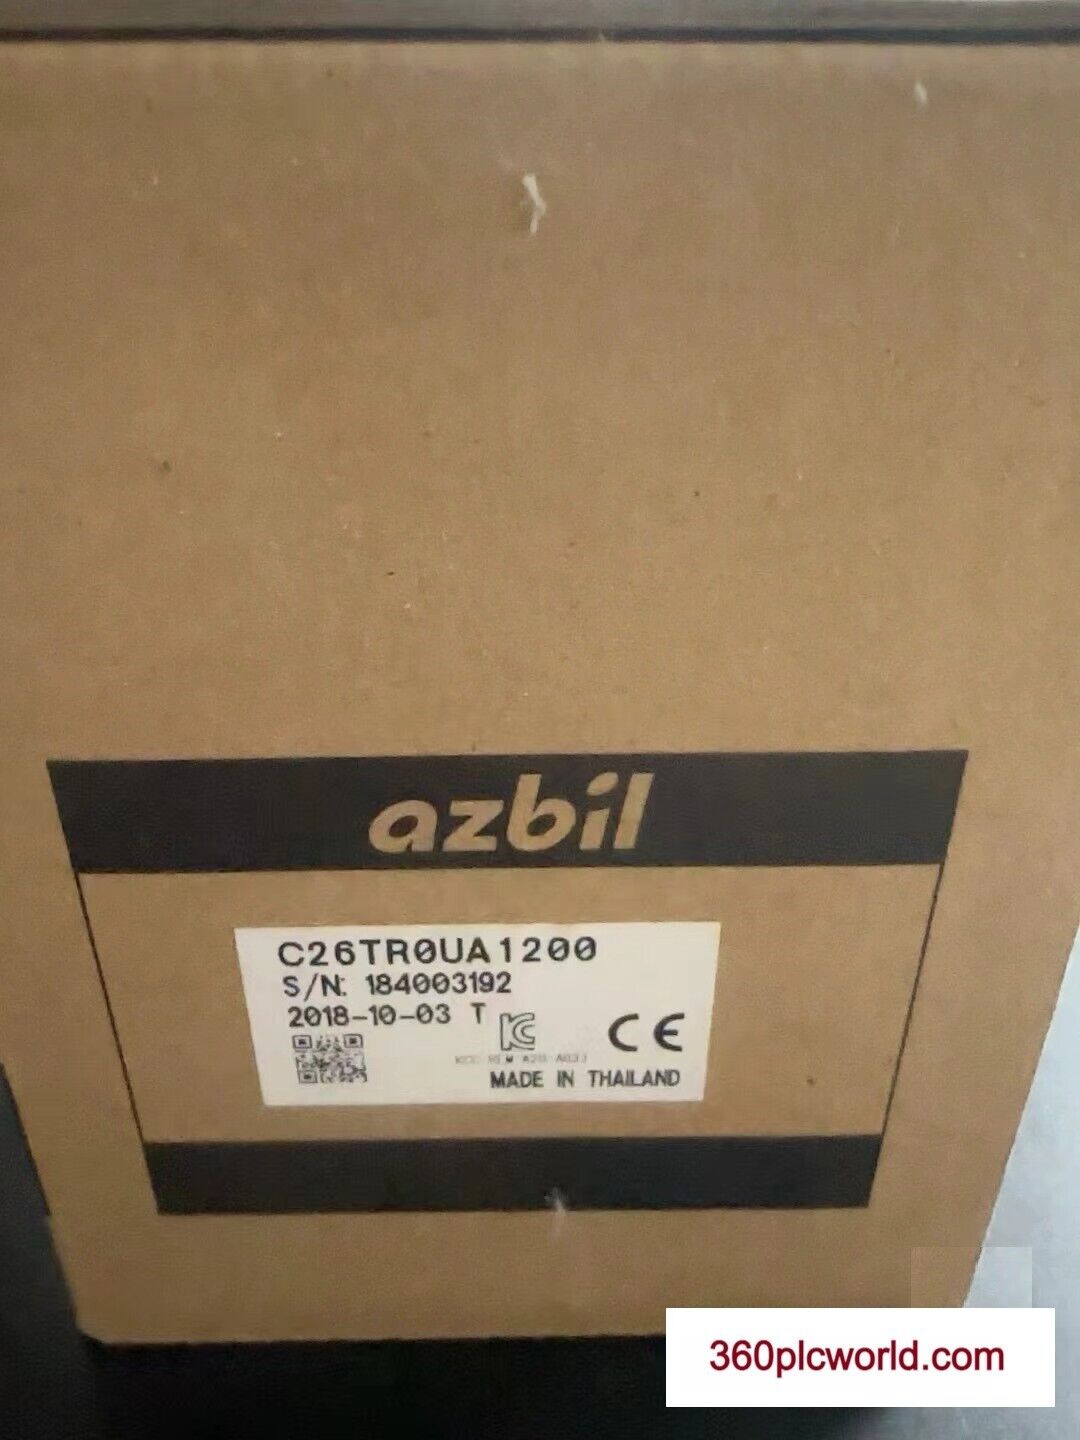 azbil
C26TR0UA1200
S/N: 184003192
2018-10-03 T
CE
MADE IN THAILAND
360plcworld.com